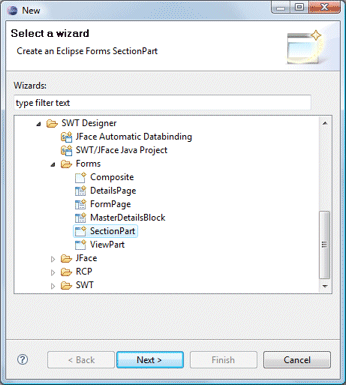 New
Select a wizard
Create an Eclipse Forms SectionPart
Wizards:
type filter text
SWT Designer
JFace Automatic Databinding
SWT/JFace Java Project
Forms
Composite
DetailsPage
FormPage
MasterDetailsBlock
SectionPart
ViewPart
JFace
RCP
SWT
? < Back Next > Finish Cancel